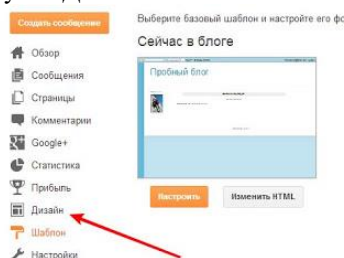 Создать сообщение
Обзор
Сообщения
Страницы
Комментарии
Google+
Статистика
Прибыль
Дизайн
Шаблон
Настройки
Выберите базовый шаблон и настройте его фо
Сейчас в блоге
Пробный блог
Настроить
Изменить HTML